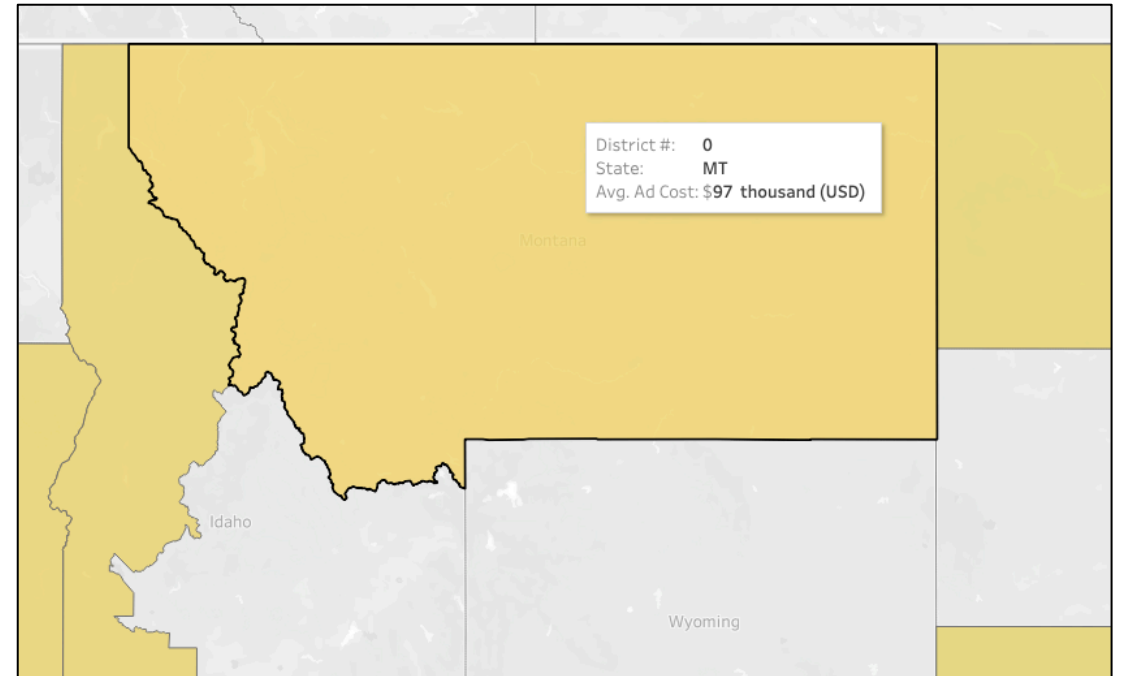 District #: 0
State: MT
Avg. Ad Cost: $97 thousand (USD)
Montana
Idaho
Wyoming